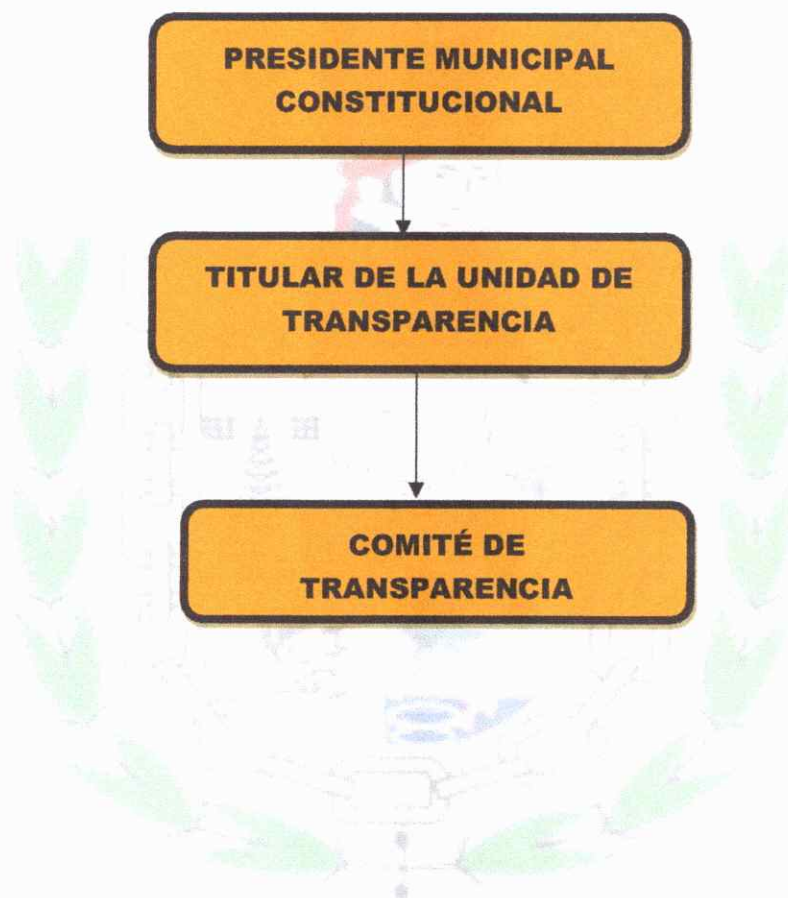 PRESIDENTE MUNICIPAL
CONSTITUCIONAL
TITULAR DE LA UNIDAD DE
TRANSPARENCIA
COMITÉ DE
TRANSPARENCIA